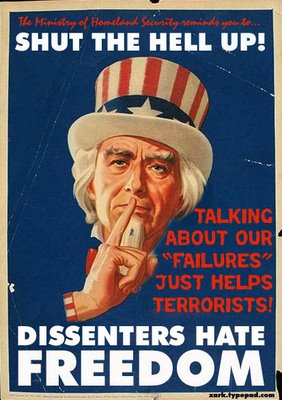 The Ministry of Homeland Security reminds you to...
SHUT THE HELL UP!
TALKING
ABOUT OUR
"FAILURES"
JUST HELPS
TERRORISTS!
DISSENTERS HATE
FREEDOM
xark.typepad.com